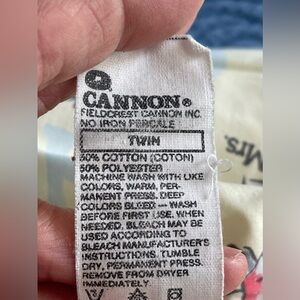 CANNON®
FIELDCREST CANNON INC.
NO IRON PERCALE
TWIN
50% COTTON (COTON)
50% POLYESTER
MACHINE WASH WITH LIKE
COLORS, WARM, PER-
MANENT PRESS. DEEP
COLORS BLEED — WASH
BEFORE FIRST USE. WHEN
NEEDED, BLEACH MAY BE
USED ACCORDING TO
BLEACH MANUFACTURER'S
INSTRUCTIONS. TUMBLE
DRY, PERMANENT PRESS.
REMOVE FROM DRYER
IMMEDIATELY.
Mrs